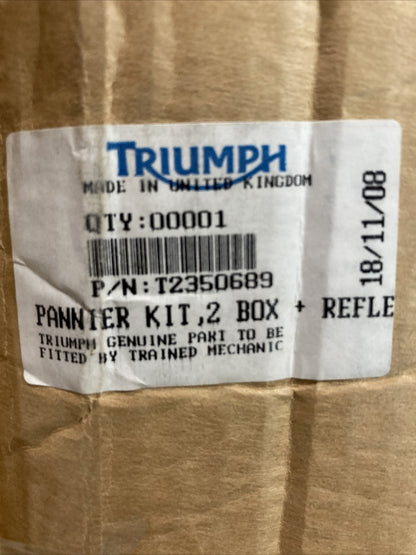 TRIUMPH
MADE IN UNITED KINGDOM
QTY:00001
P/N:T2350689
PANNIER KIT,2 BOX + REFLE
TRIUMPH GENUINE PART TO BE
FITTED BY TRAINED MECHANIC
18/11/08